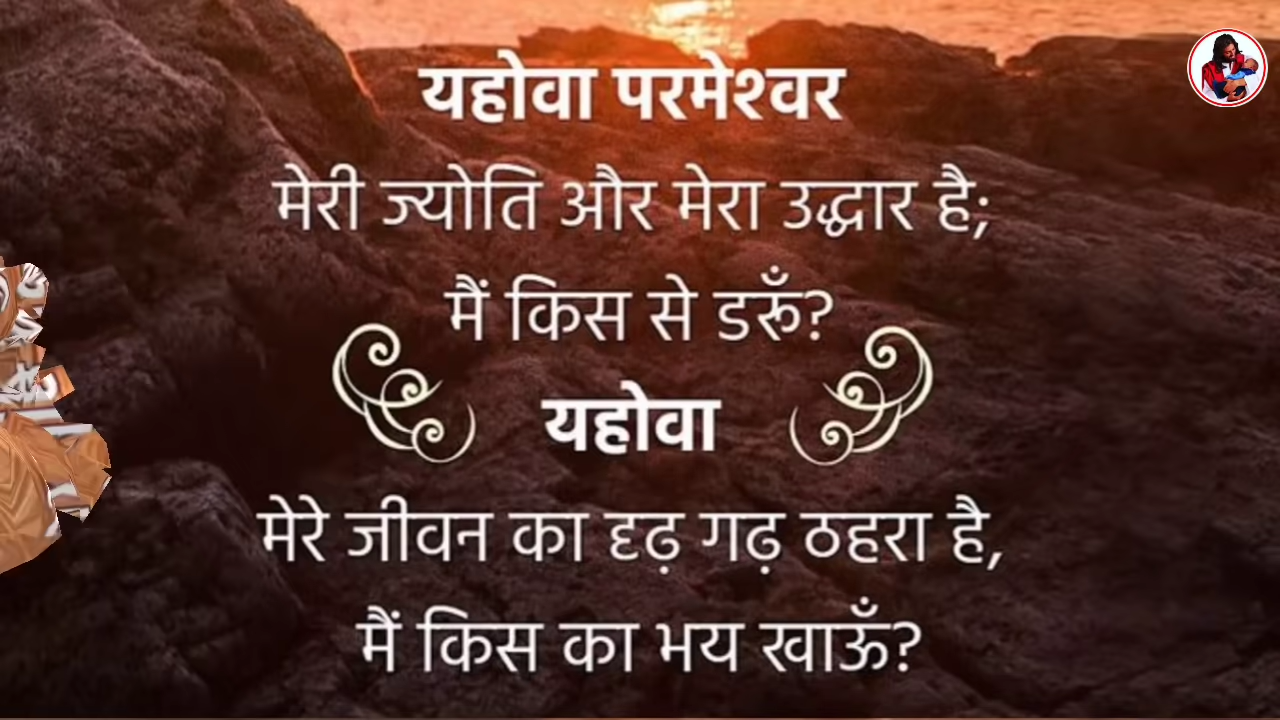 यहोवा परमेश्वर
मेरी ज्योति और मेरा उद्धार है;
मैं किस से डरूँ?
यहोवा
मेरे जीवन का दृढ़ गढ़ ठहरा है,
मैं किस का भय खाऊँ?